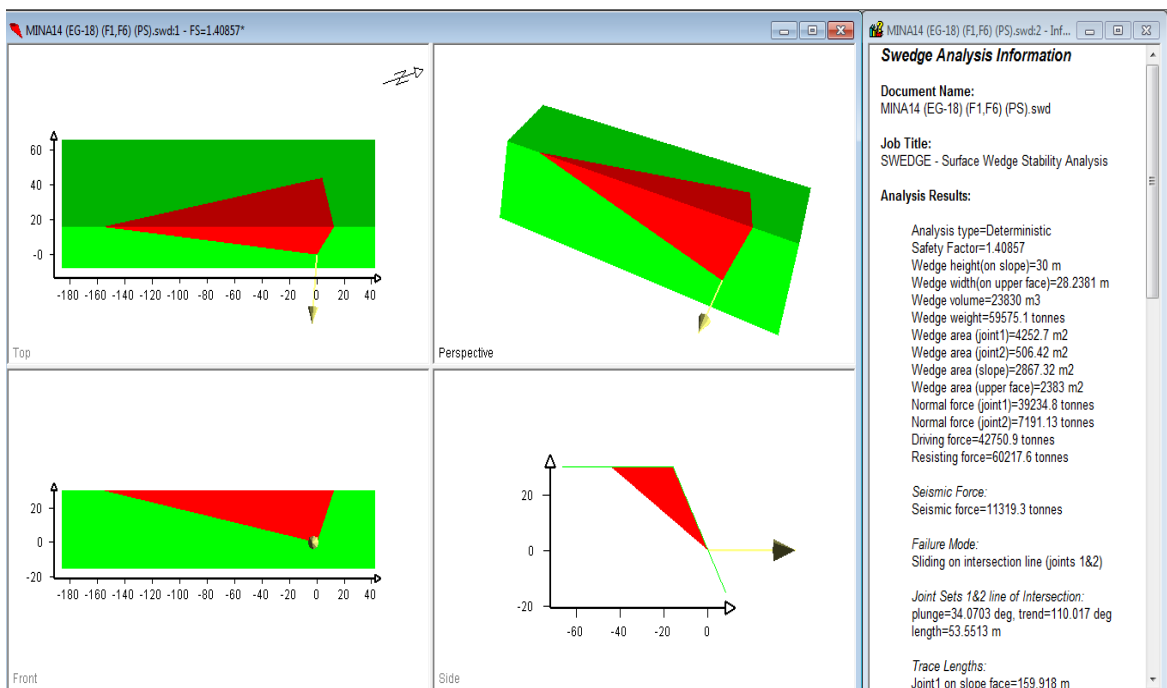 MINA14 (EG-18) (F1,F6) (PS).swd:1 - FS=1.40857*
60
40
20
-0
-180 -160 -140 -120 -100 -80 -60 -40 -20 0 20 40
Top
Perspective
20
0
-20
-180 -160 -140 -120 -100 -80 -60 -40 -20 0 20 40
Front
20
0
-20
-60 -40 -20 0
Side
MINA14 (EG-18) (F1,F6) (PS).swd:2 - Inf...
Swedge Analysis Information
Document Name:
MINA14 (EG-18) (F1,F6) (PS).swd
Job Title:
SWEDGE - Surface Wedge Stability Analysis
Analysis Results:
Analysis type=Deterministic
Safety Factor=1.40857
Wedge height(on slope)=30 m
Wedge width(on upper face)=28.2381 m
Wedge volume=23830 m3
Wedge weight=59575.1 tonnes
Wedge area (joint1)=4252.7 m2
Wedge area (joint2)=506.42 m2
Wedge area (slope)=2867.32 m2
Wedge area (upper face)=2383 m2
Normal force (joint1)=39234.8 tonnes
Normal force (joint2)=7191.13 tonnes
Driving force=42750.9 tonnes
Resisting force=60217.6 tonnes
Seismic Force:
Seismic force=11319.3 tonnes
Failure Mode:
Sliding on intersection line (joints 1&2)
Joint Sets 1&2 line of Intersection:
plunge=34.0703 deg, trend=110.017 deg
length=53.5513 m
Trace Lengths:
Joint1 on slope face=159.918 m